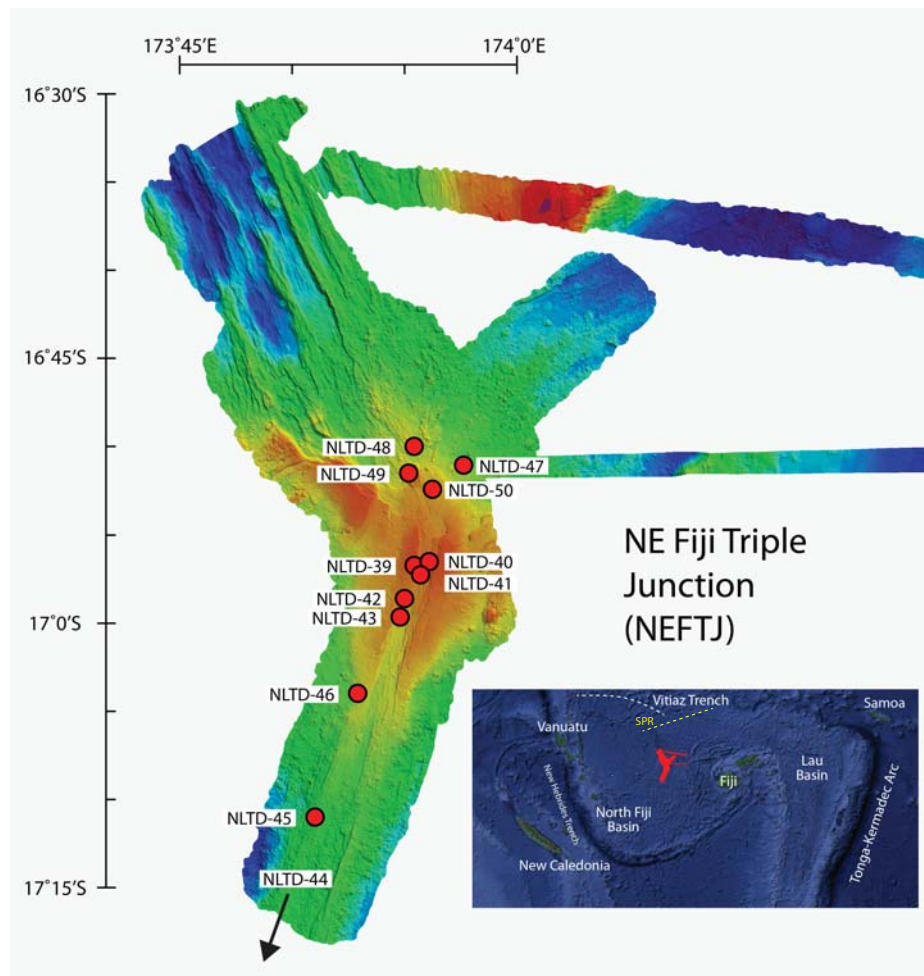 173°45'E
174°0'E
16°30'S
16°45'S
NLTD-48
NLTD-47
NLTD-49
NLTD-50
NE Fiji Triple
Junction
(NEFTJ)
NLTD-39
NLTD-40
NLTD-41
NLTD-42
17°0'S
NLTD-43
NLTD-46
Vitiaz Trench
Samoa
SPR
Vanuatu
Lau
Basin
Fiji
New Hebrides Trench
North Fiji
Basin
New Caledonia
Tonga-Kermadec Arc
NLTD-45
NLTD-44
17°15'S